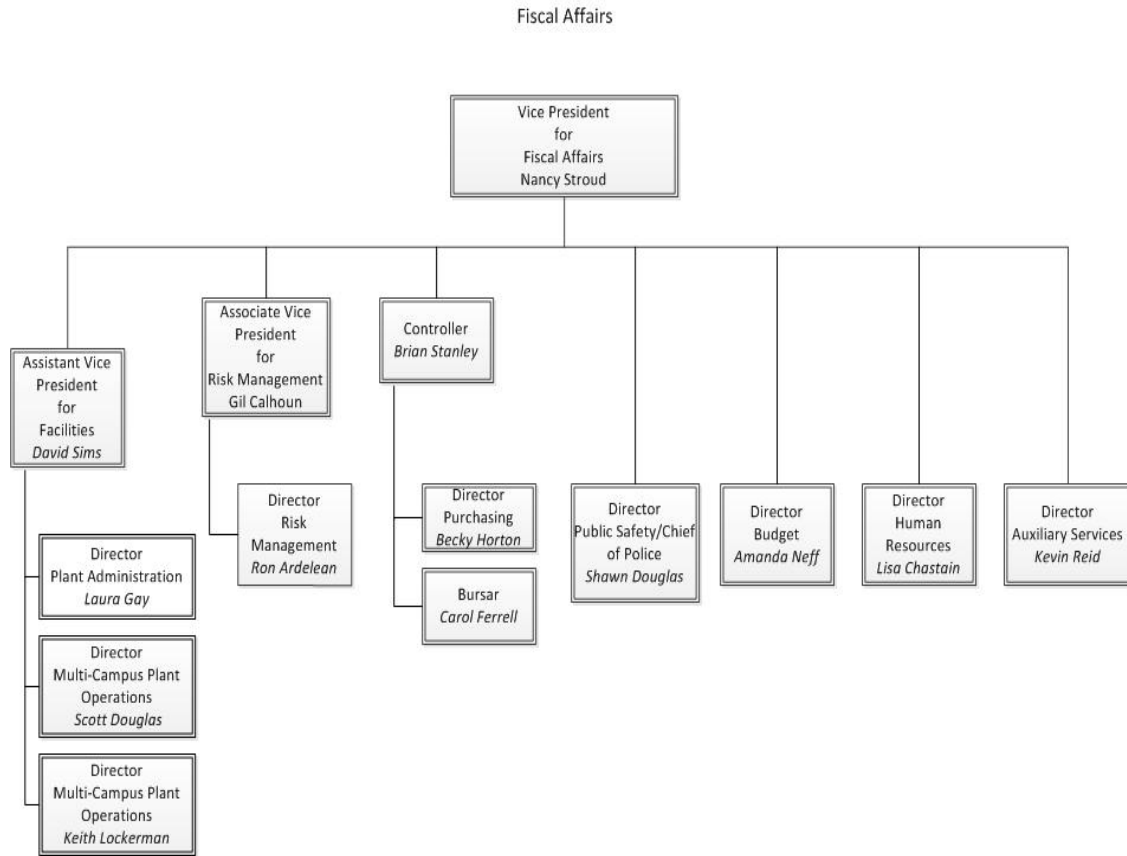 Fiscal Affairs
Vice President
for
Fiscal Affairs
Nancy Stroud
Assistant Vice
President
for
Facilities
David Sims
Director
Plant Administration
Laura Gay
Director
Multi-Campus Plant
Operations
Scott Douglas
Director
Multi-Campus Plant
Operations
Keith Lockerman
Associate Vice
President
for
Risk Management
Gil Calhoun
Director
Risk
Management
Ron Ardelean
Controller
Brian Stanley
Director
Purchasing
Becky Horton
Bursar
Carol Ferrell
Director
Public Safety/Chief
of Police
Shawn Douglas
Director
Budget
Amanda Neff
Director
Human
Resources
Lisa Chastain
Director
Auxiliary Services
Kevin Reid